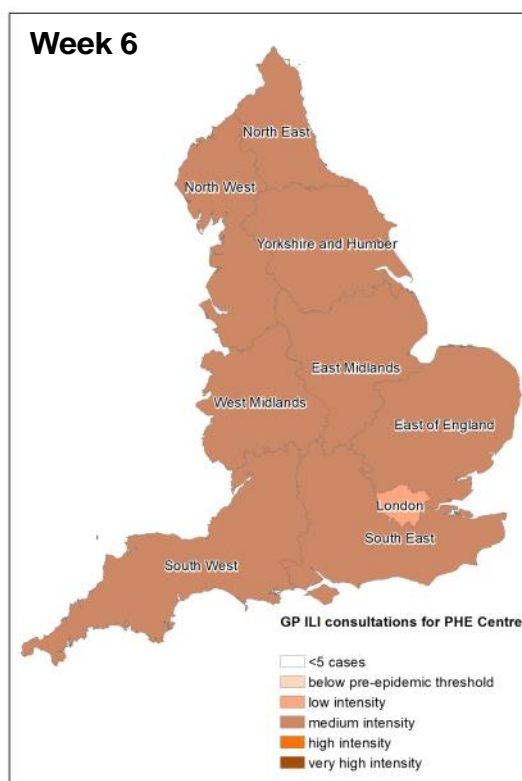 Week 6
North East
North West
Yorkshire and Humber
East Midlands
West Midlands
East of England
London
South East
South West
GP ILI consultations for PHE Centre
<5 cases
below pre-epidemic threshold
low intensity
medium intensity
high intensity
very high intensity